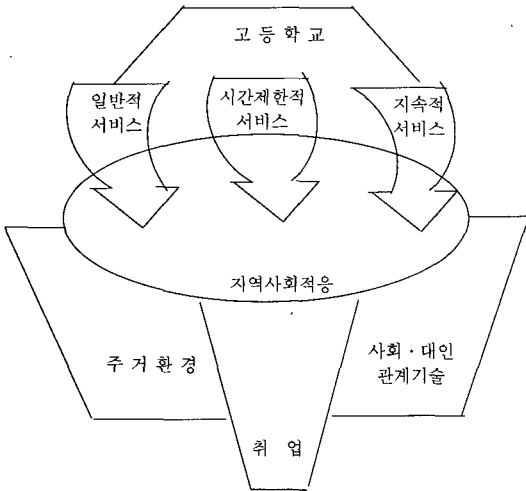 고 등 학 교
일반적
서비스
시간제한적
서비스
지속적
서비스
지역사회적응
주 거 환 경
사회·대인
관계기술
취 업